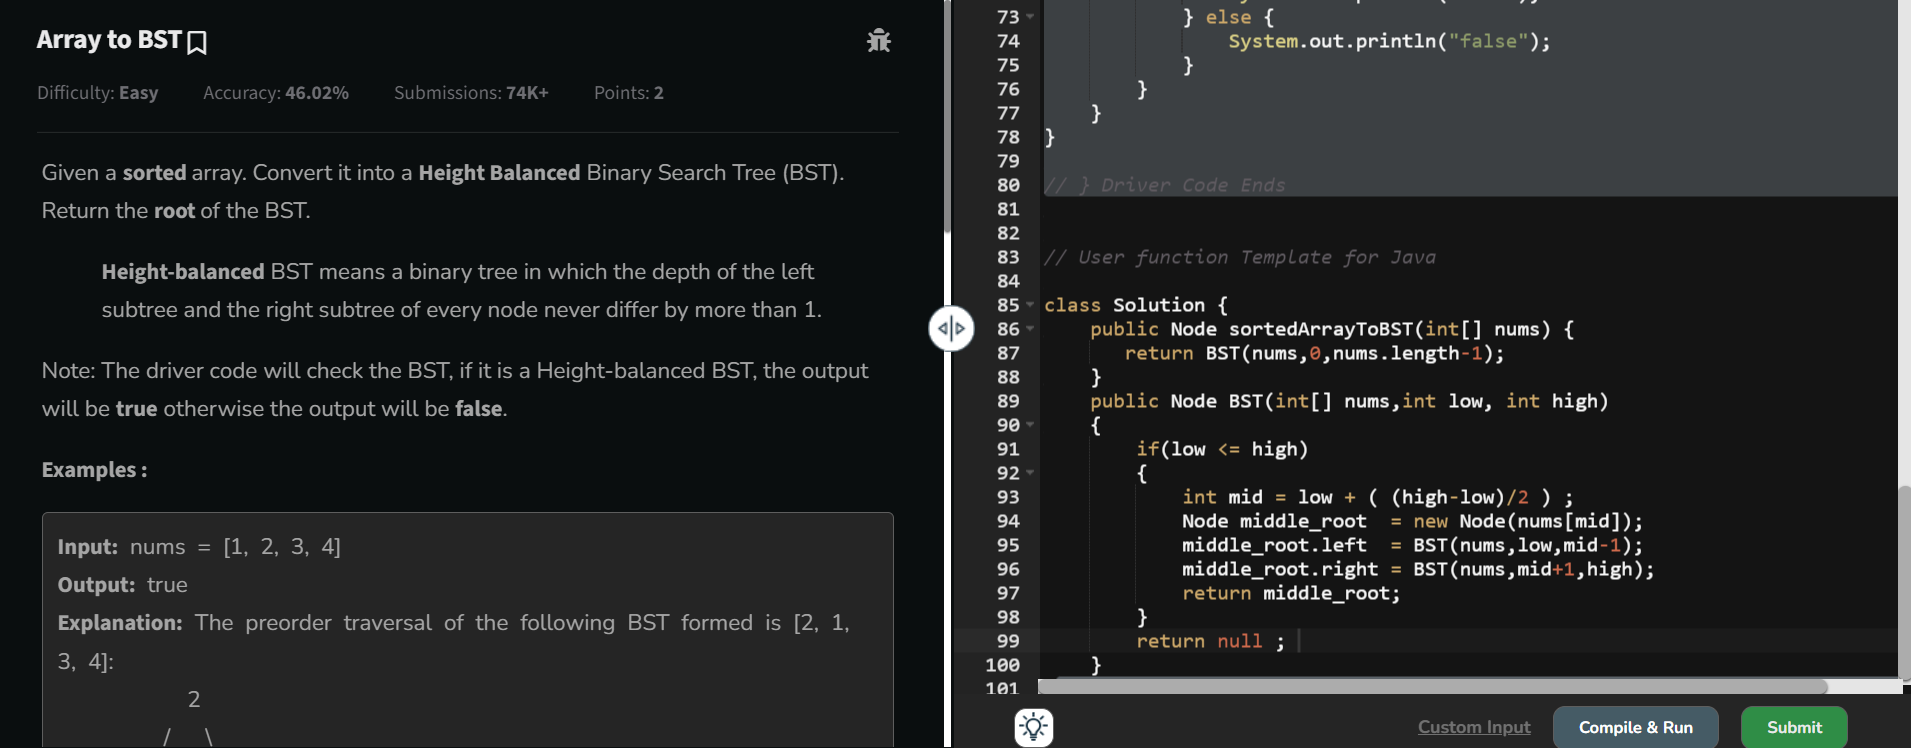 Array to BST
Difficulty: Easy Accuracy: 46.02% Submissions: 74K+ Points: 2
Given a sorted array. Convert it into a Height Balanced Binary Search Tree (BST).
Return the root of the BST.
Height-balanced BST means a binary tree in which the depth of the left
subtree and the right subtree of every node never differ by more than 1.
Note: The driver code will check the BST, if it is a Height-balanced BST, the output
will be true otherwise the output will be false.
Examples :
Input: nums = [1, 2, 3, 4]
Output: true
Explanation: The preorder traversal of the following BST formed is [2, 1,
3, 4]:
2
/ \
73 } else {
74 System.out.println("false");
75 }
76 }
77 }
78 }
79
80 // } Driver Code Ends
81
82
83 // User function Template for Java
84
85 class Solution {
86 public Node sortedArrayToBST(int[] nums) {
87 return BST(nums,0,nums.length-1);
88 }
89 public Node BST(int[] nums,int low, int high)
90 {
91 if(low <= high)
92 {
93 int mid = low + ( (high-low)/2 ) ;
94 Node middle_root = new Node(nums[mid]);
95 middle_root.left = BST(nums,low,mid-1);
96 middle_root.right = BST(nums,mid+1,high);
97 return middle_root;
98 }
99 return null ;
100 }
101
Custom Input Compile & Run Submit